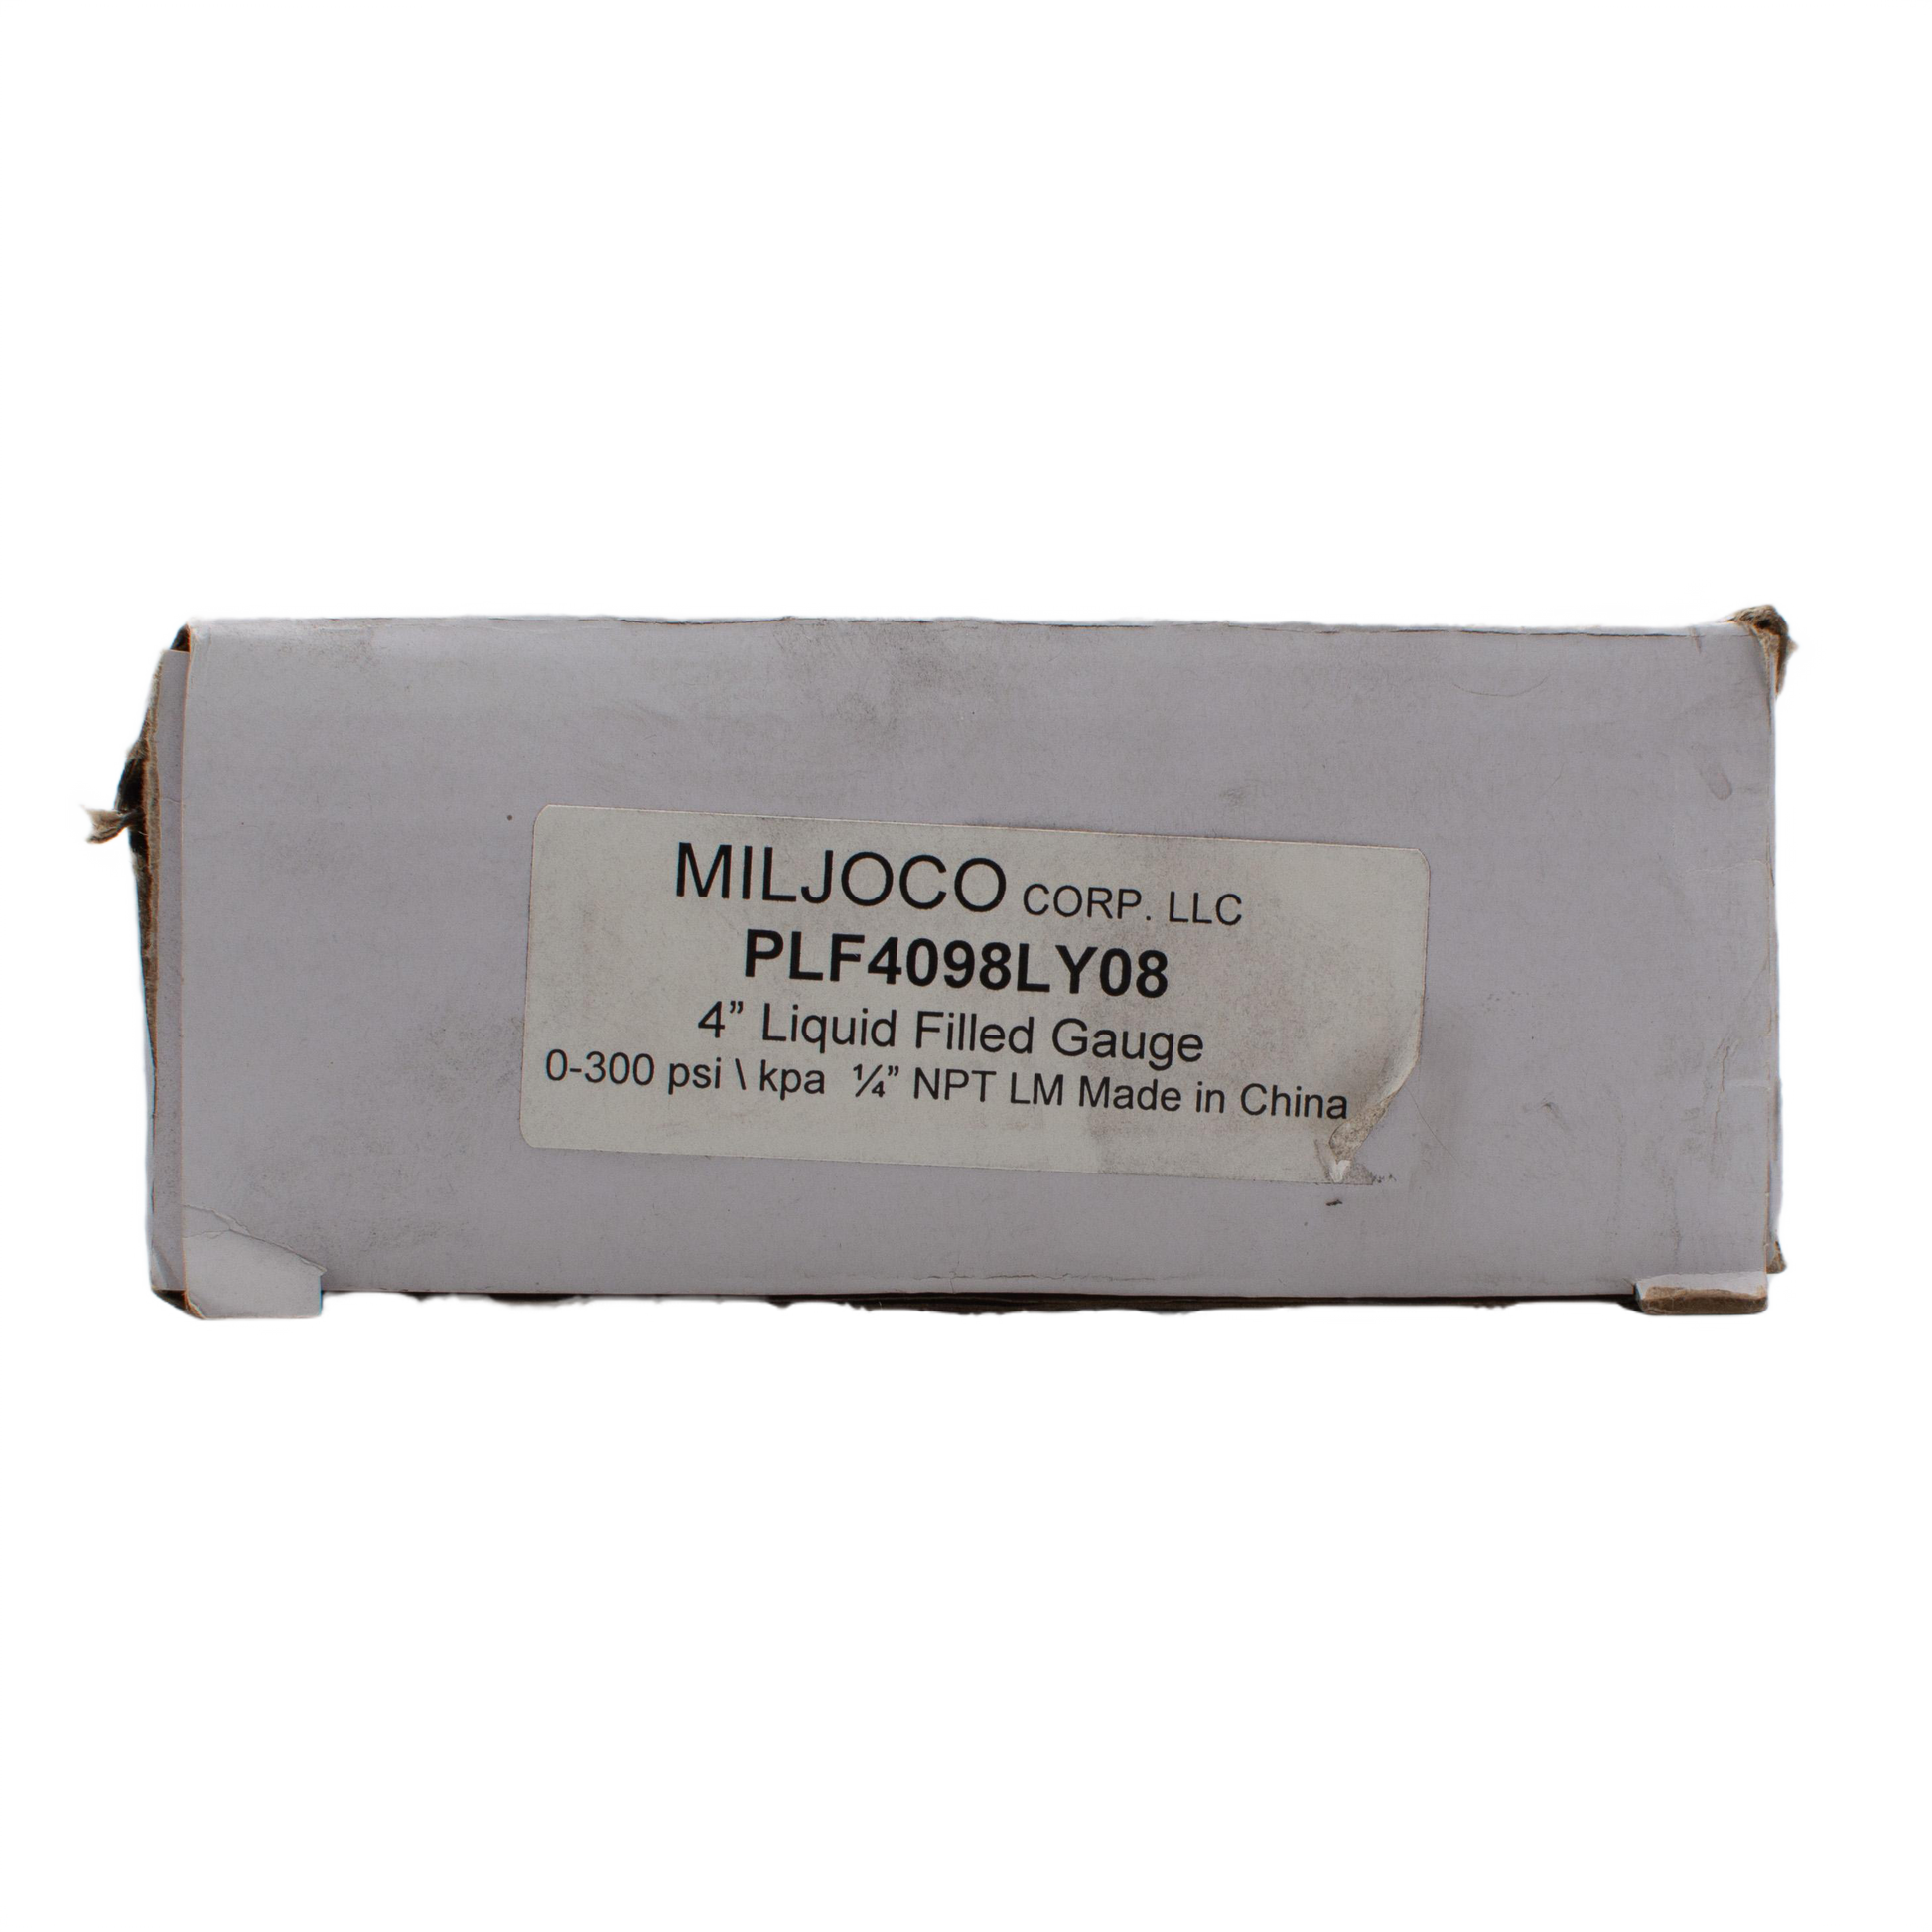 MILJOCO CORP. LLC
PLF4098LY08
4” Liquid Filled Gauge
0-300 psi \ kpa ¼” NPT LM Made in China